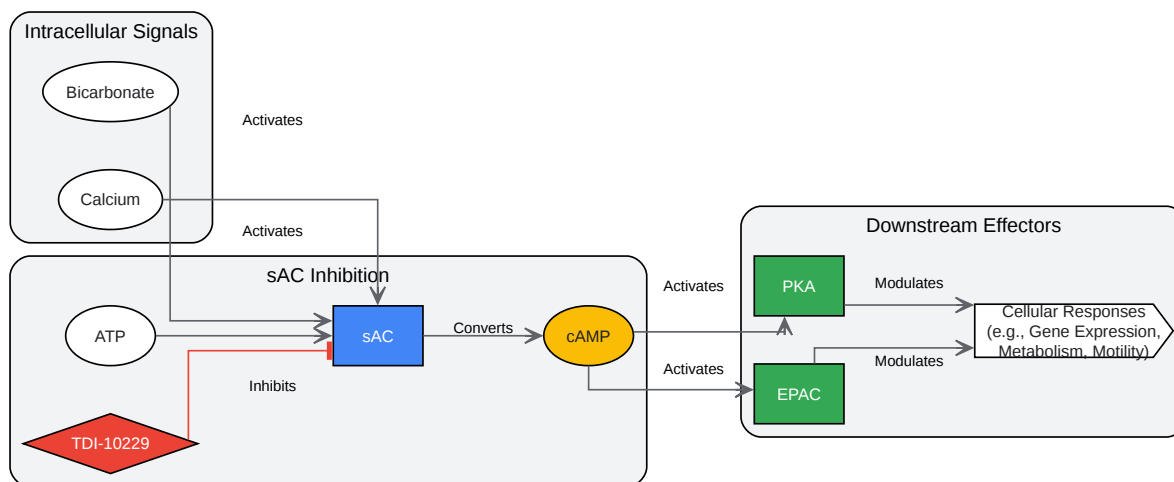 Intracellular Signals
Bicarbonate
Activates
Calcium
Activates
Downstream Effectors
sAC Inhibition
PKA
Modulates
Activates
Cellular Responses
(e.g., Gene Expression,
Metabolism, Motility)
ATP
sAC
Converts
cAMP
Modulates
Activates
Inhibits
EPAC
TDI-10229